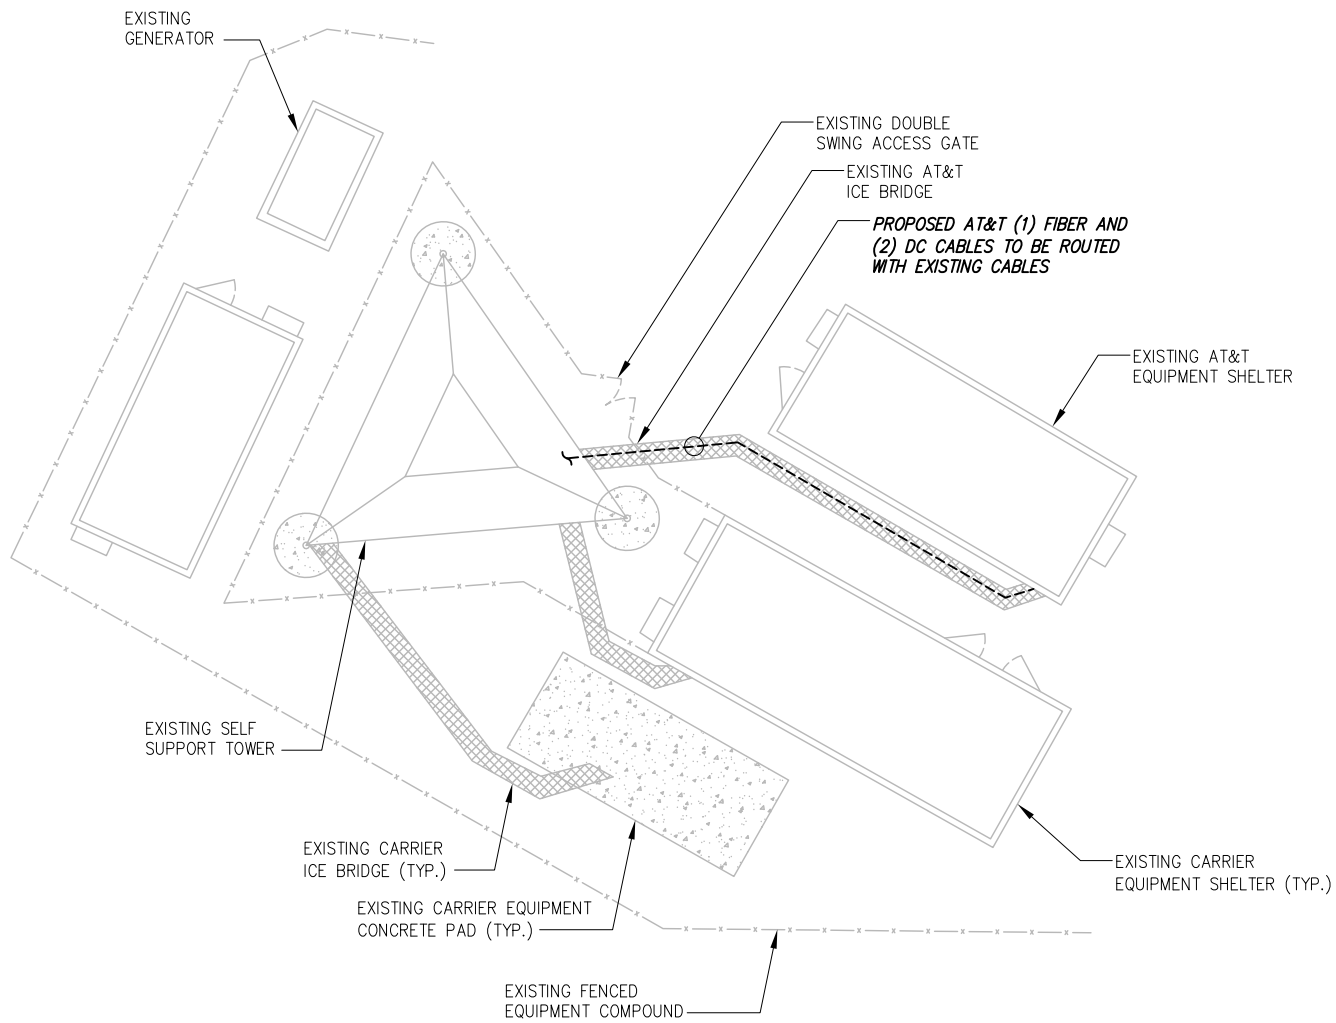 EXISTING
GENERATOR
EXISTING DOUBLE
SWING ACCESS GATE
EXISTING AT&T
ICE BRIDGE
PROPOSED AT&T (1) FIBER AND
(2) DC CABLES TO BE ROUTED
WITH EXISTING CABLES
EXISTING AT&T
EQUIPMENT SHELTER
EXISTING SELF
SUPPORT TOWER
EXISTING CARRIER
ICE BRIDGE (TYP.)
EXISTING CARRIER
EQUIPMENT SHELTER (TYP.)
EXISTING CARRIER EQUIPMENT
CONCRETE PAD (TYP.)
EXISTING FENCED
EQUIPMENT COMPOUND